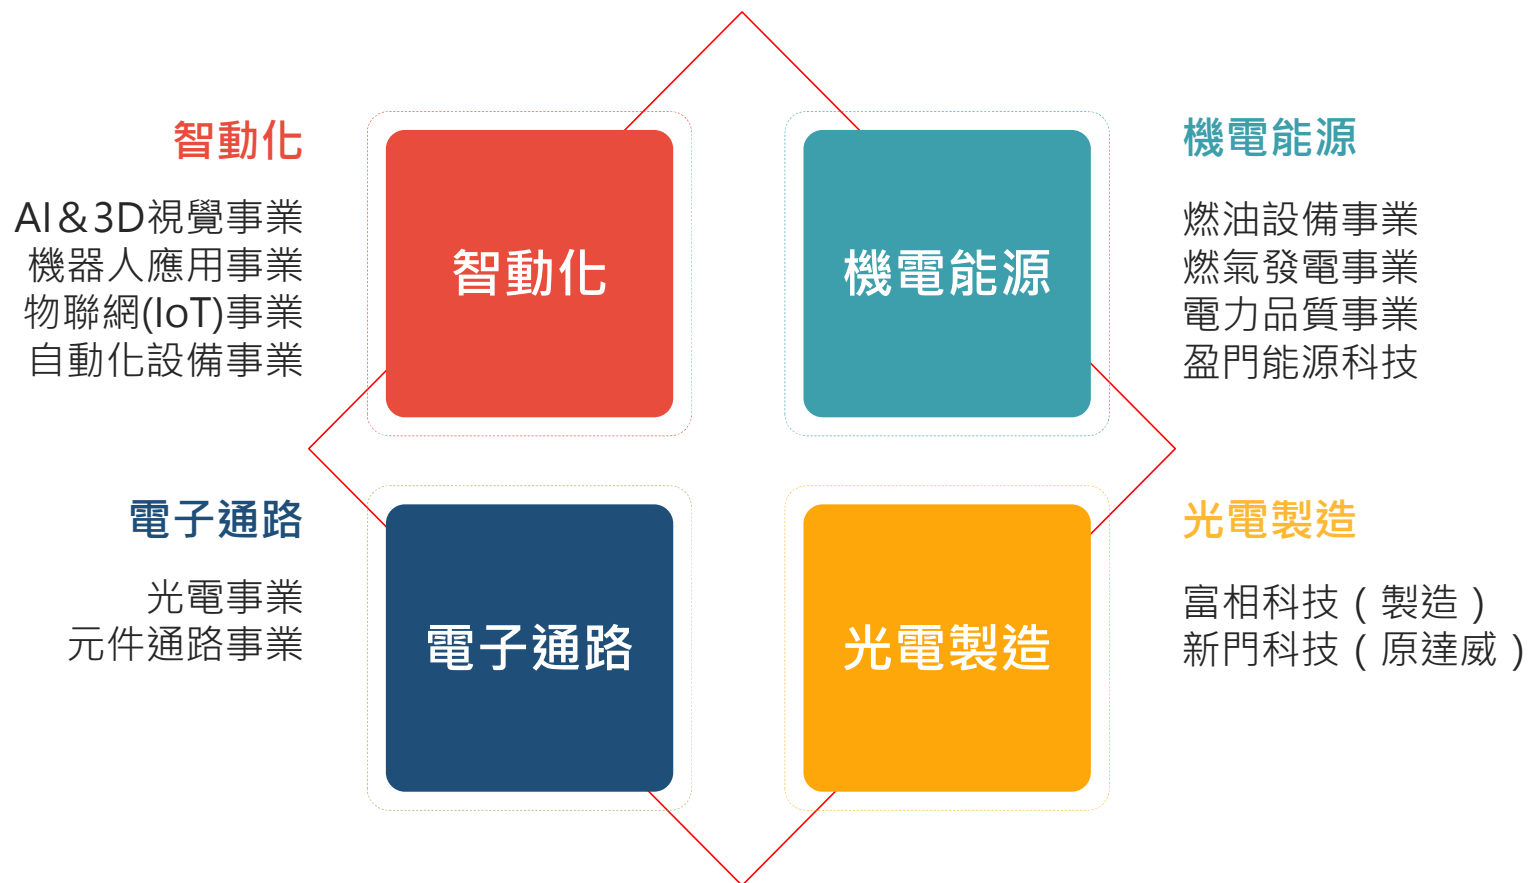 智動化
AI＆3D視覺事業
機器人應用事業
物聯網(IoT)事業
自動化設備事業
智動化
機電能源
機電能源
燃油設備事業
燃氣發電事業
電力品質事業
盈門能源科技
電子通路
光電事業
元件通路事業
電子通路
光電製造
光電製造
富相科技（製造）
新門科技（原達威）